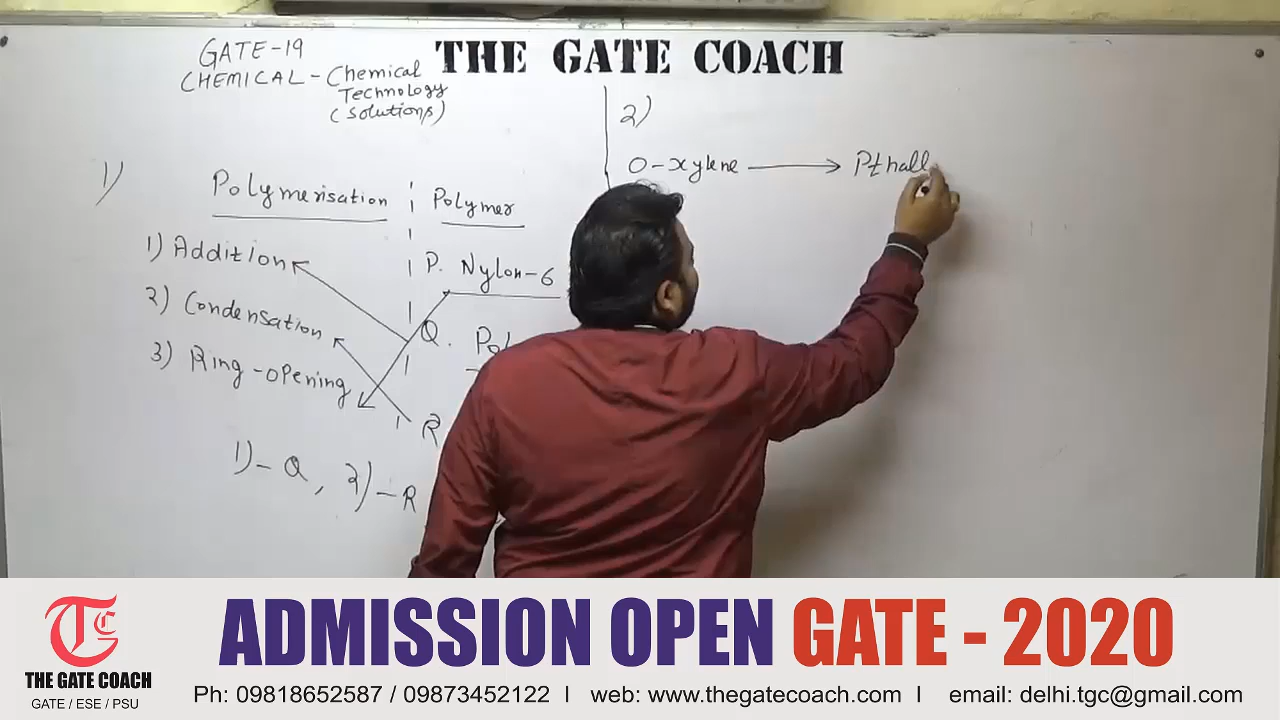 THE GATE COACH
GATE-19
CHEMICAL - Chemical
Technology
(Solutions)
1)
Polymerisation Polymer
1) Addition
2) Condensation
3) Ring-opening
P. Nylon-6
Q. Pol
R
1) - Q, 2) - R
2)
O-xylene → Pthall
TC
THE GATE COACH
GATE / ESE / PSU
ADMISSION OPEN GATE - 2020
Ph: 09818652587 / 09873452122 I web: www.thegatecoach.com I email: delhi.tgc@gmail.com